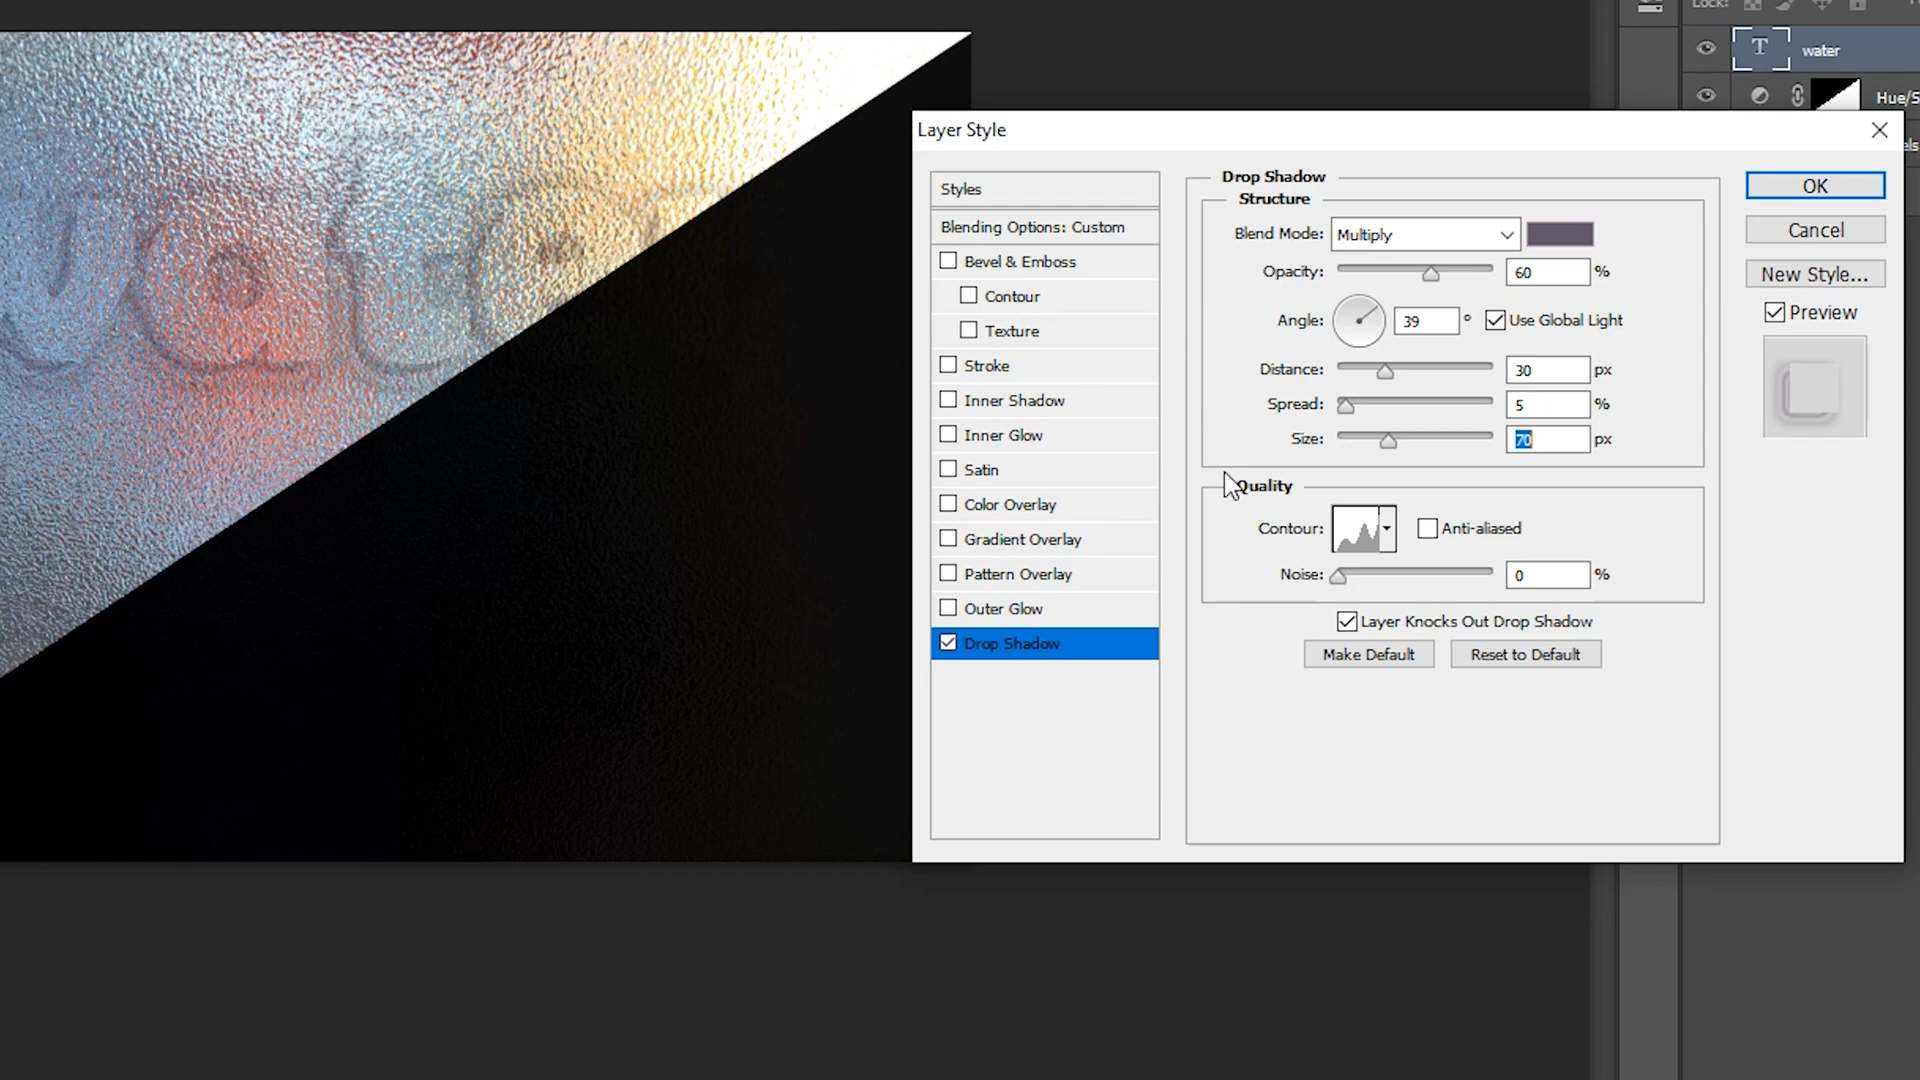 Lock:
water
Hue/S
els
Layer Style
Styles
Blending Options: Custom
Bevel & Emboss
Contour
Texture
Stroke
Inner Shadow
Inner Glow
Satin
Color Overlay
Gradient Overlay
Pattern Overlay
Outer Glow
Drop Shadow
Drop Shadow
Structure
Blend Mode: Multiply
Opacity: 60 %
Angle: 39 ° Use Global Light
Distance: 30 px
Spread: 5 %
Size: 70 px
Quality
Contour: Anti-aliased
Noise: 0 %
Layer Knocks Out Drop Shadow
Make Default Reset to Default
OK
Cancel
New Style...
Preview
water